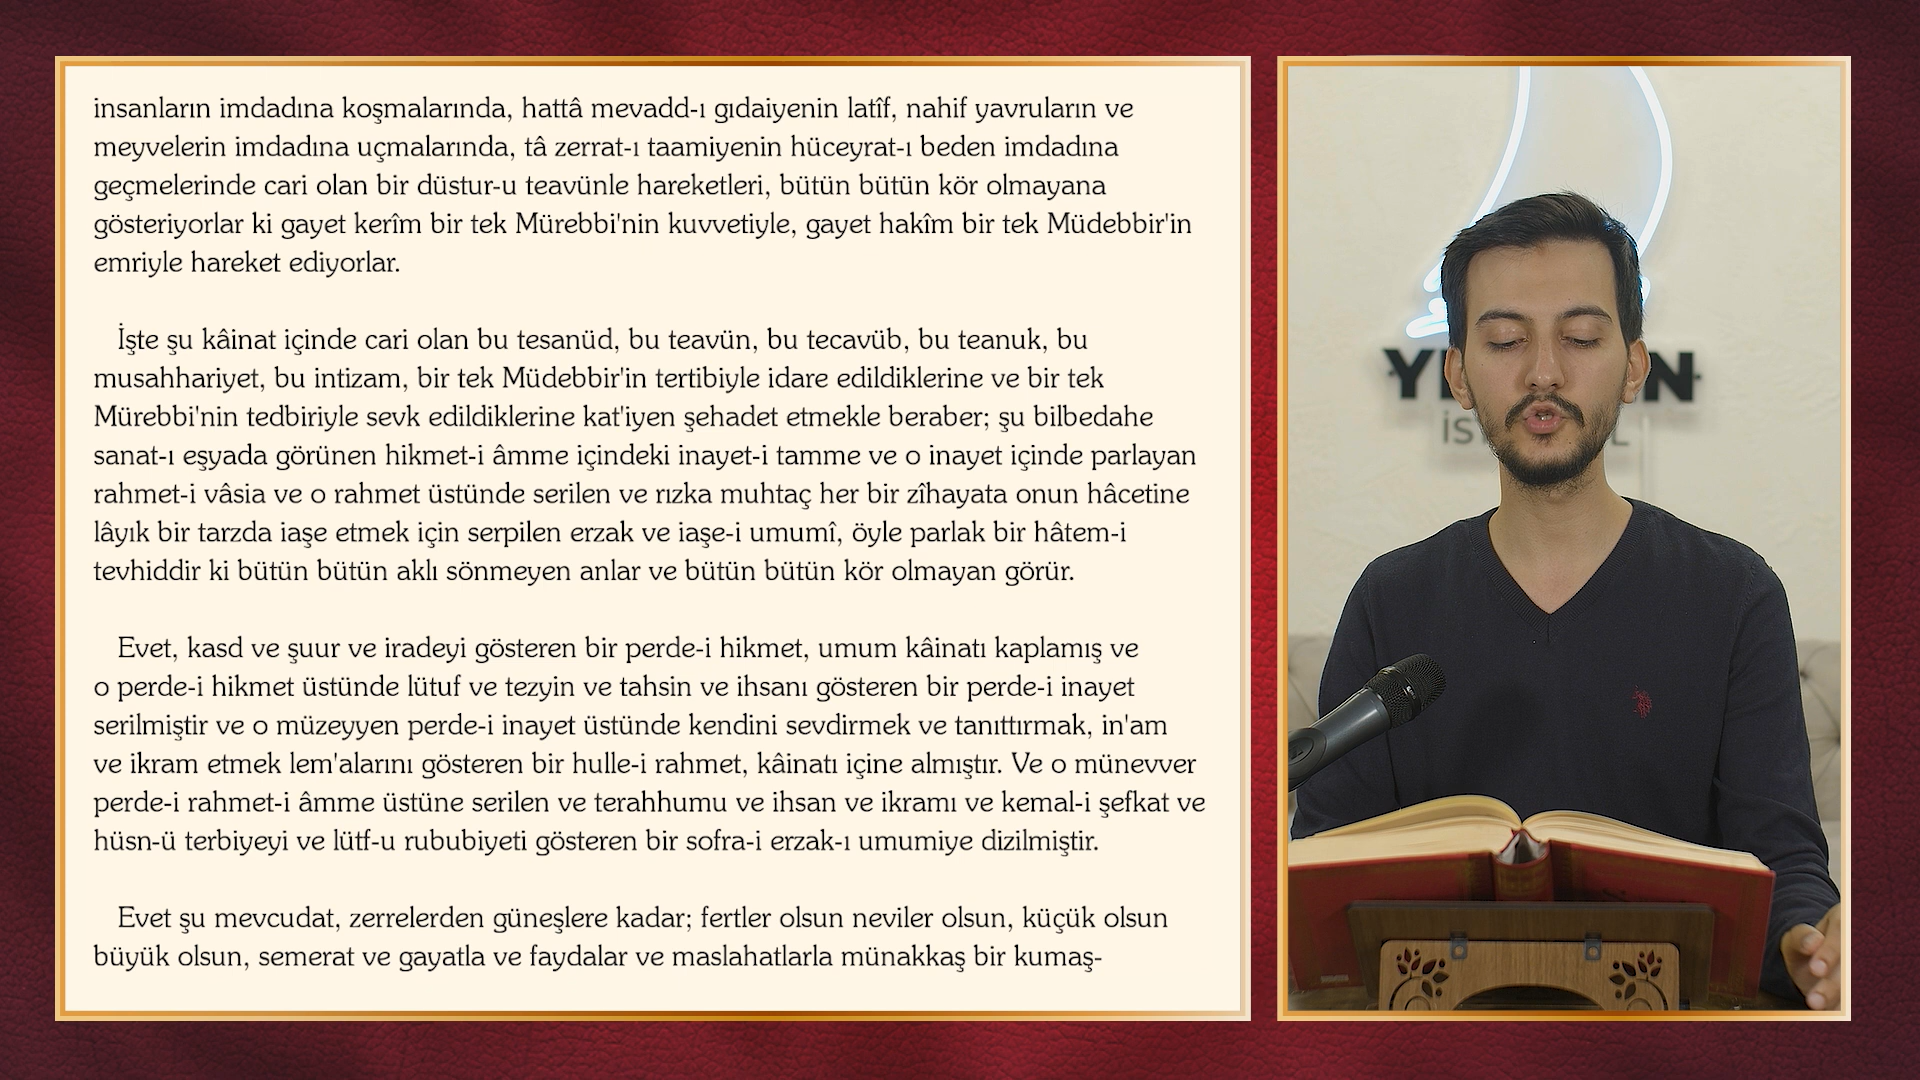 insanların imdadına koşmalarında, hattâ mevadd-ı gıdaiyenin latîf, nahif yavruların ve
meyvelerin imdadına uçmalarında, tâ zerrat-ı taamiyenin hüceyrat-ı beden imdadına
geçmelerinde cari olan bir düstur-u teavünle hareketleri, bütün bütün kör olmayana
gösteriyorlar ki gayet kerîm bir tek Mürebbi'nin kuvvetiyle, gayet hakîm bir tek Müdebbir'in
emriyle hareket ediyorlar.
İşte şu kâinat içinde cari olan bu tesanüd, bu teavün, bu tecavüb, bu teanuk, bu
musahhariyet, bu intizam, bir tek Müdebbir'in tertibiyle idare edildiklerine ve bir tek
Mürebbi'nin tedbiriyle sevk edildiklerine kat'iyen şehadet etmekle beraber; şu bilbedahe
sanat-ı eşyada görünen hikmet-i âmme içindeki inayet-i tamme ve o inayet içinde parlayan
rahmet-i vâsia ve o rahmet üstünde serilen ve rızka muhtaç her bir zîhayata onun hâcetine
lâyık bir tarzda iaşe etmek için serpilen erzak ve iaşe-i umumî, öyle parlak bir hâtem-i
tevhiddir ki bütün bütün aklı sönmeyen anlar ve bütün bütün kör olmayan görür.
Evet, kasd ve şuur ve iradeyi gösteren bir perde-i hikmet, umum kâinatı kaplamış ve
o perde-i hikmet üstünde lütuf ve tezyin ve tahsin ve ihsanı gösteren bir perde-i inayet
serilmiştir ve o müzeyyen perde-i inayet üstünde kendini sevdirmek ve tanıttırmak, in'am
ve ikram etmek lem'alarını gösteren bir hulle-i rahmet, kâinatı içine almıştır. Ve o münevver
perde-i rahmet-i âmme üstüne serilen ve terahhumu ve ihsan ve ikramı ve kemal-i şefkat ve
hüsn-ü terbiyeyi ve lütf-u rububiyeti gösteren bir sofra-i erzak-ı umumiye dizilmiştir.
Evet şu mevcudat, zerrelerden güneşlere kadar; fertler olsun neviler olsun, küçük olsun
büyük olsun, semerat ve gayatla ve faydalar ve maslahatlarla münakkaş bir kumaş-